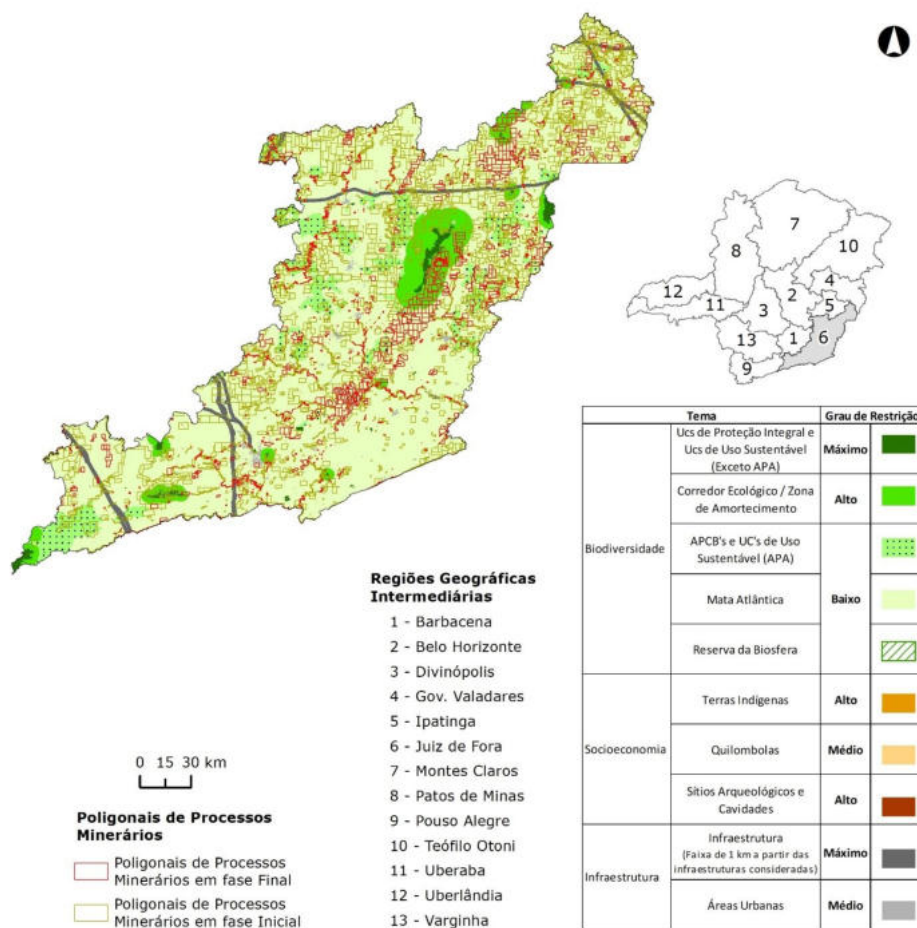 7
8
10
4
12
2
11
3
5
13
1
6
9
Tema
Grau de Restrição
Ucs de Proteção Integral e
Ucs de Uso Sustentável
(Exceto APA)
Máximo
Corredor Ecológico / Zona
de Amortecimento
Alto
Biodiversidade
APCB's e UC's de Uso
Sustentável (APA)
Mata Atlântica
Baixo
Reserva da Biosfera
Socioeconomia
Terras Indígenas
Alto
Quilombolas
Médio
Sítios Arqueológicos e
Cavidades
Alto
Infraestrutura
Infraestrutura
(Faixa de 1 km a partir das
infraestruturas consideradas)
Máximo
Áreas Urbanas
Médio
Regiões Geográficas
Intermediárias
1 - Barbacena
2 - Belo Horizonte
3 - Divinópolis
4 - Gov. Valadares
5 - Ipatinga
6 - Juiz de Fora
7 - Montes Claros
8 - Patos de Minas
9 - Pouso Alegre
10 - Teófilo Otoni
11 - Uberaba
12 - Uberlândia
13 - Varginha
0 15 30 km
Poligonais de Processos
Minerários
Poligonais de Processos
Minerários em fase Final
Poligonais de Processos
Minerários em fase Inicial